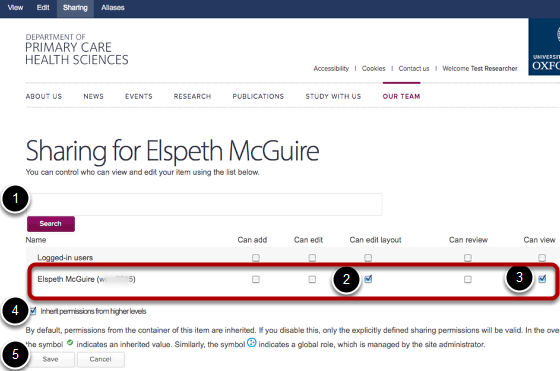 View Edit Sharing Aliases
DEPARTMENT OF
PRIMARY CARE
HEALTH SCIENCES
UNIVERSITY
OXFO
Accessibility | Cookies | Contact us | Welcome Test Researcher
ABOUT US NEWS EVENTS RESEARCH PUBLICATIONS STUDY WITH US OUR TEAM
Sharing for Elspeth McGuire
You can control who can view and edit your item using the list below.
1
Search
Name Can add Can edit Can edit layout Can review Can view
Logged-in users
Elspeth McGuire ( ) 2 3
4 Inherit permissions from higher levels
By default, permissions from the container of this item are inherited. If you disable this, only the explicitly defined sharing permissions will be valid. In the over
the symbol indicates an inherited value. Similarly, the symbol indicates a global role, which is managed by the site administrator.
5 Save Cancel